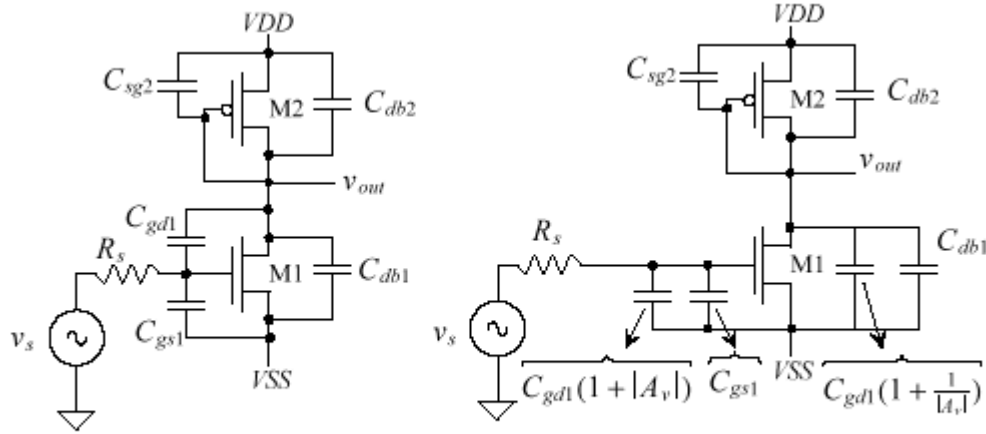 VDD
C_{sg2}
M2
C_{db2}
v_{out}
C_{gd1}
R_s
M1
C_{db1}
v_s
C_{gs1}
VSS
VDD
C_{sg2}
M2
C_{db2}
v_{out}
R_s
C_{db1}
M1
v_s
VSS
C_{gd1}(1 + |A_v|)
C_{gs1}
C_{gd1}(1 + \frac{1}{|A_v|})